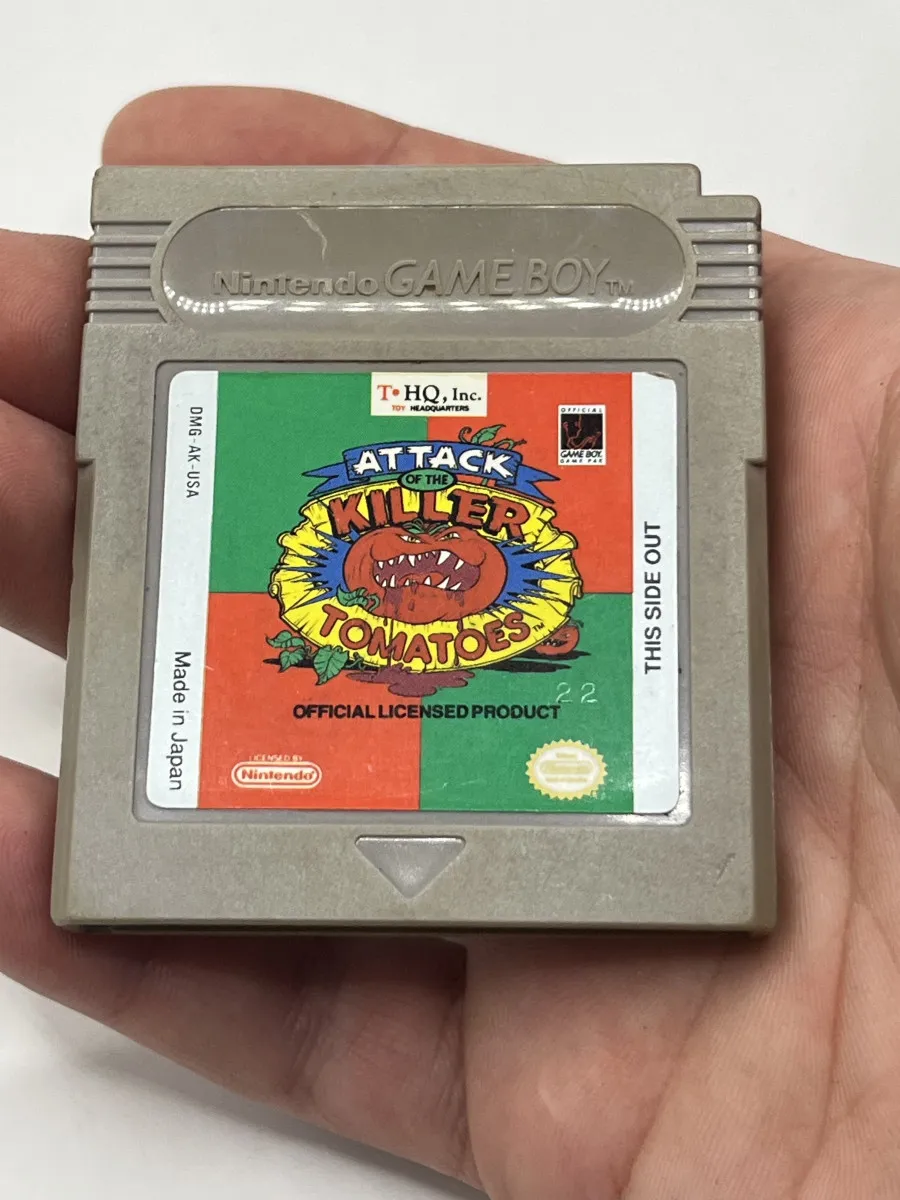 Nintendo GAME BOY™
T•HQ, Inc.
TOY HEADQUARTERS
DMG-AK-USA
OFFICIAL
GAME BOY
GAME PAK
ATTACK
OF THE
KILLER
TOMATOES™
THIS SIDE OUT
22
OFFICIAL LICENSED PRODUCT
Made in Japan
LICENSED BY
Nintendo®